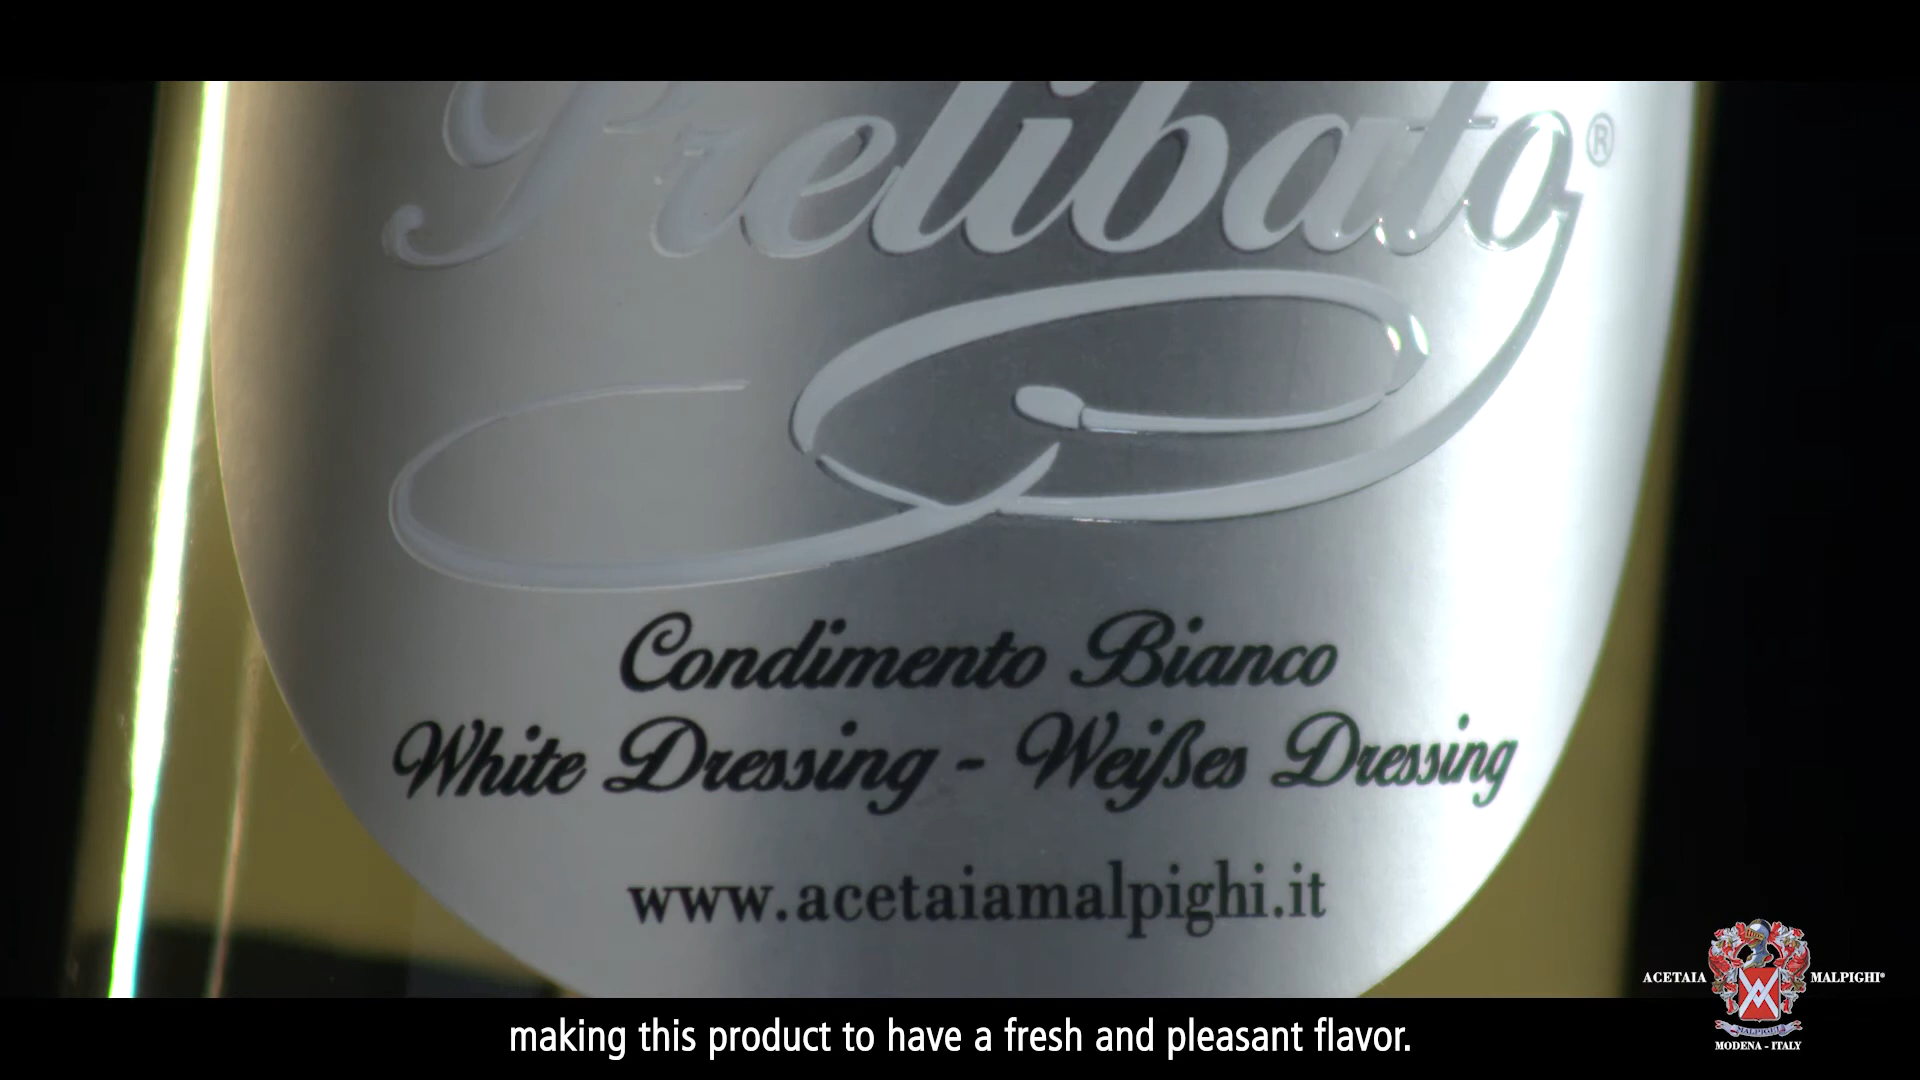 Prelibato®
Condimento Bianco
White Dressing - Weißes Dressing
www.acetaiamalpighi.it
ACETAIA MALPIGHI®
MALPIGHI
MODENA - ITALY
making this product to have a fresh and pleasant flavor.